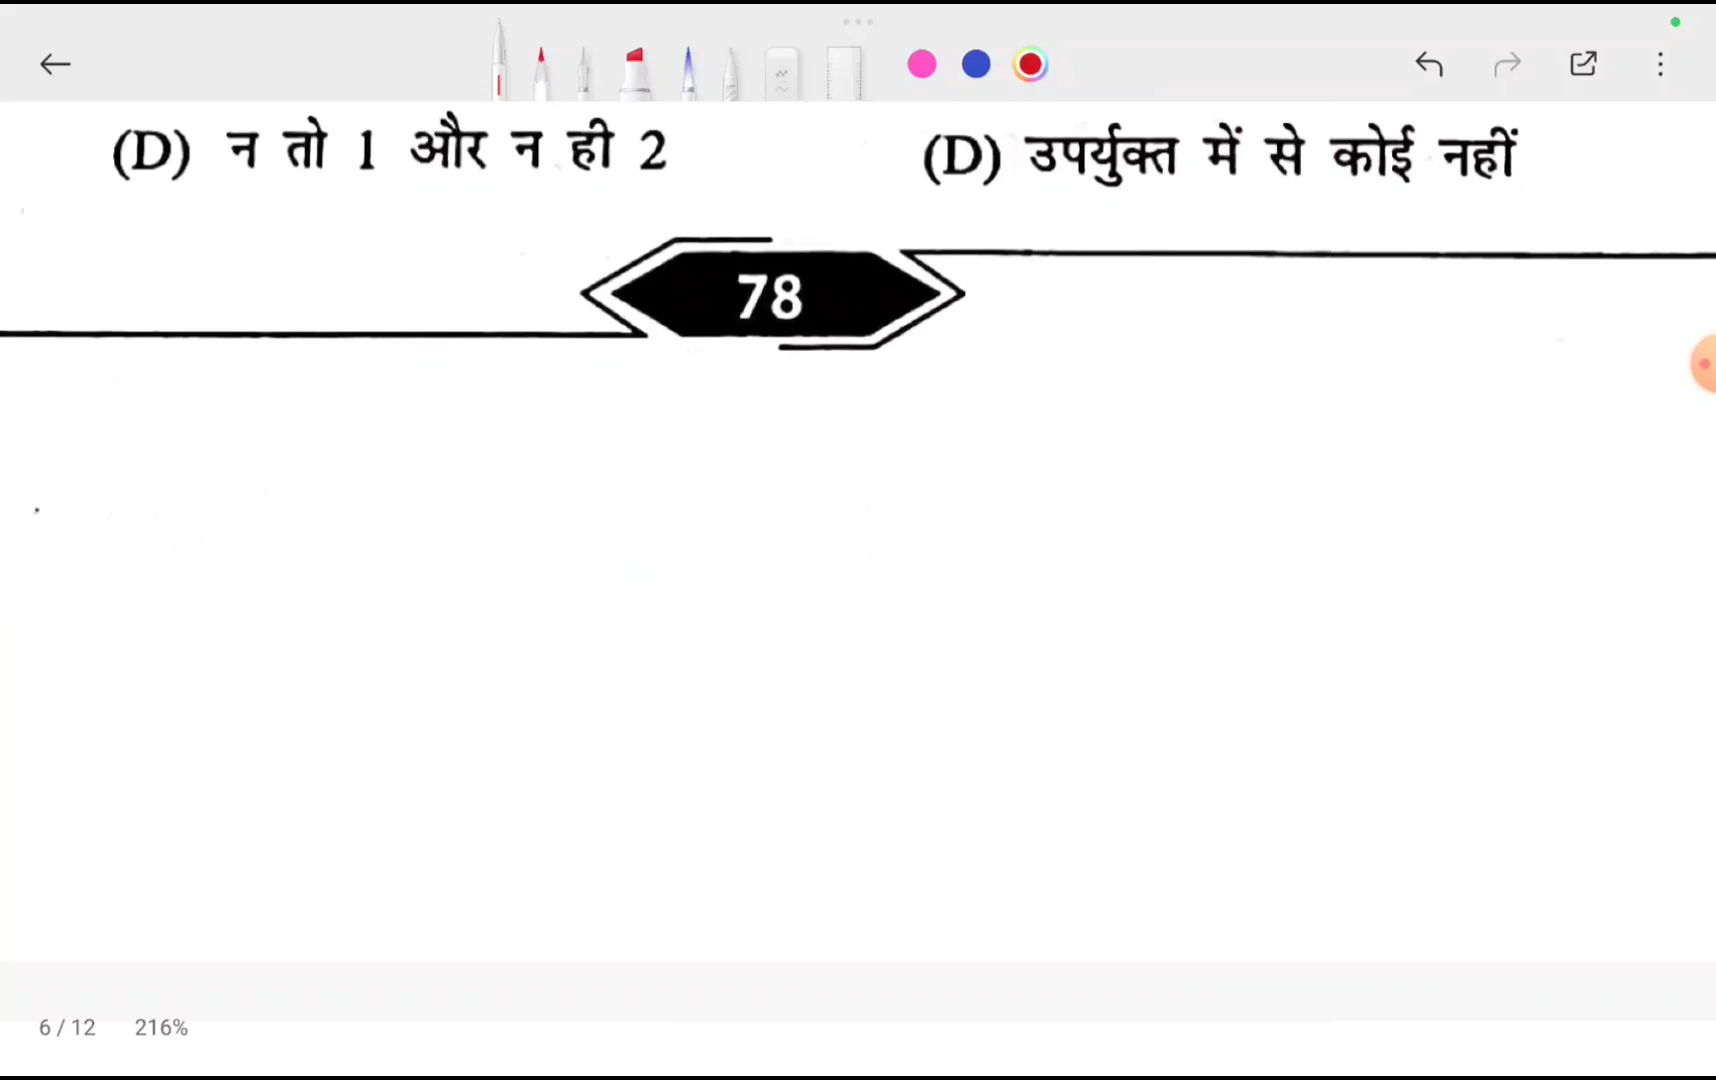 (D) न तो 1 और न ही 2
(D) उपर्युक्त में से कोई नहीं
78
6 / 12 216%